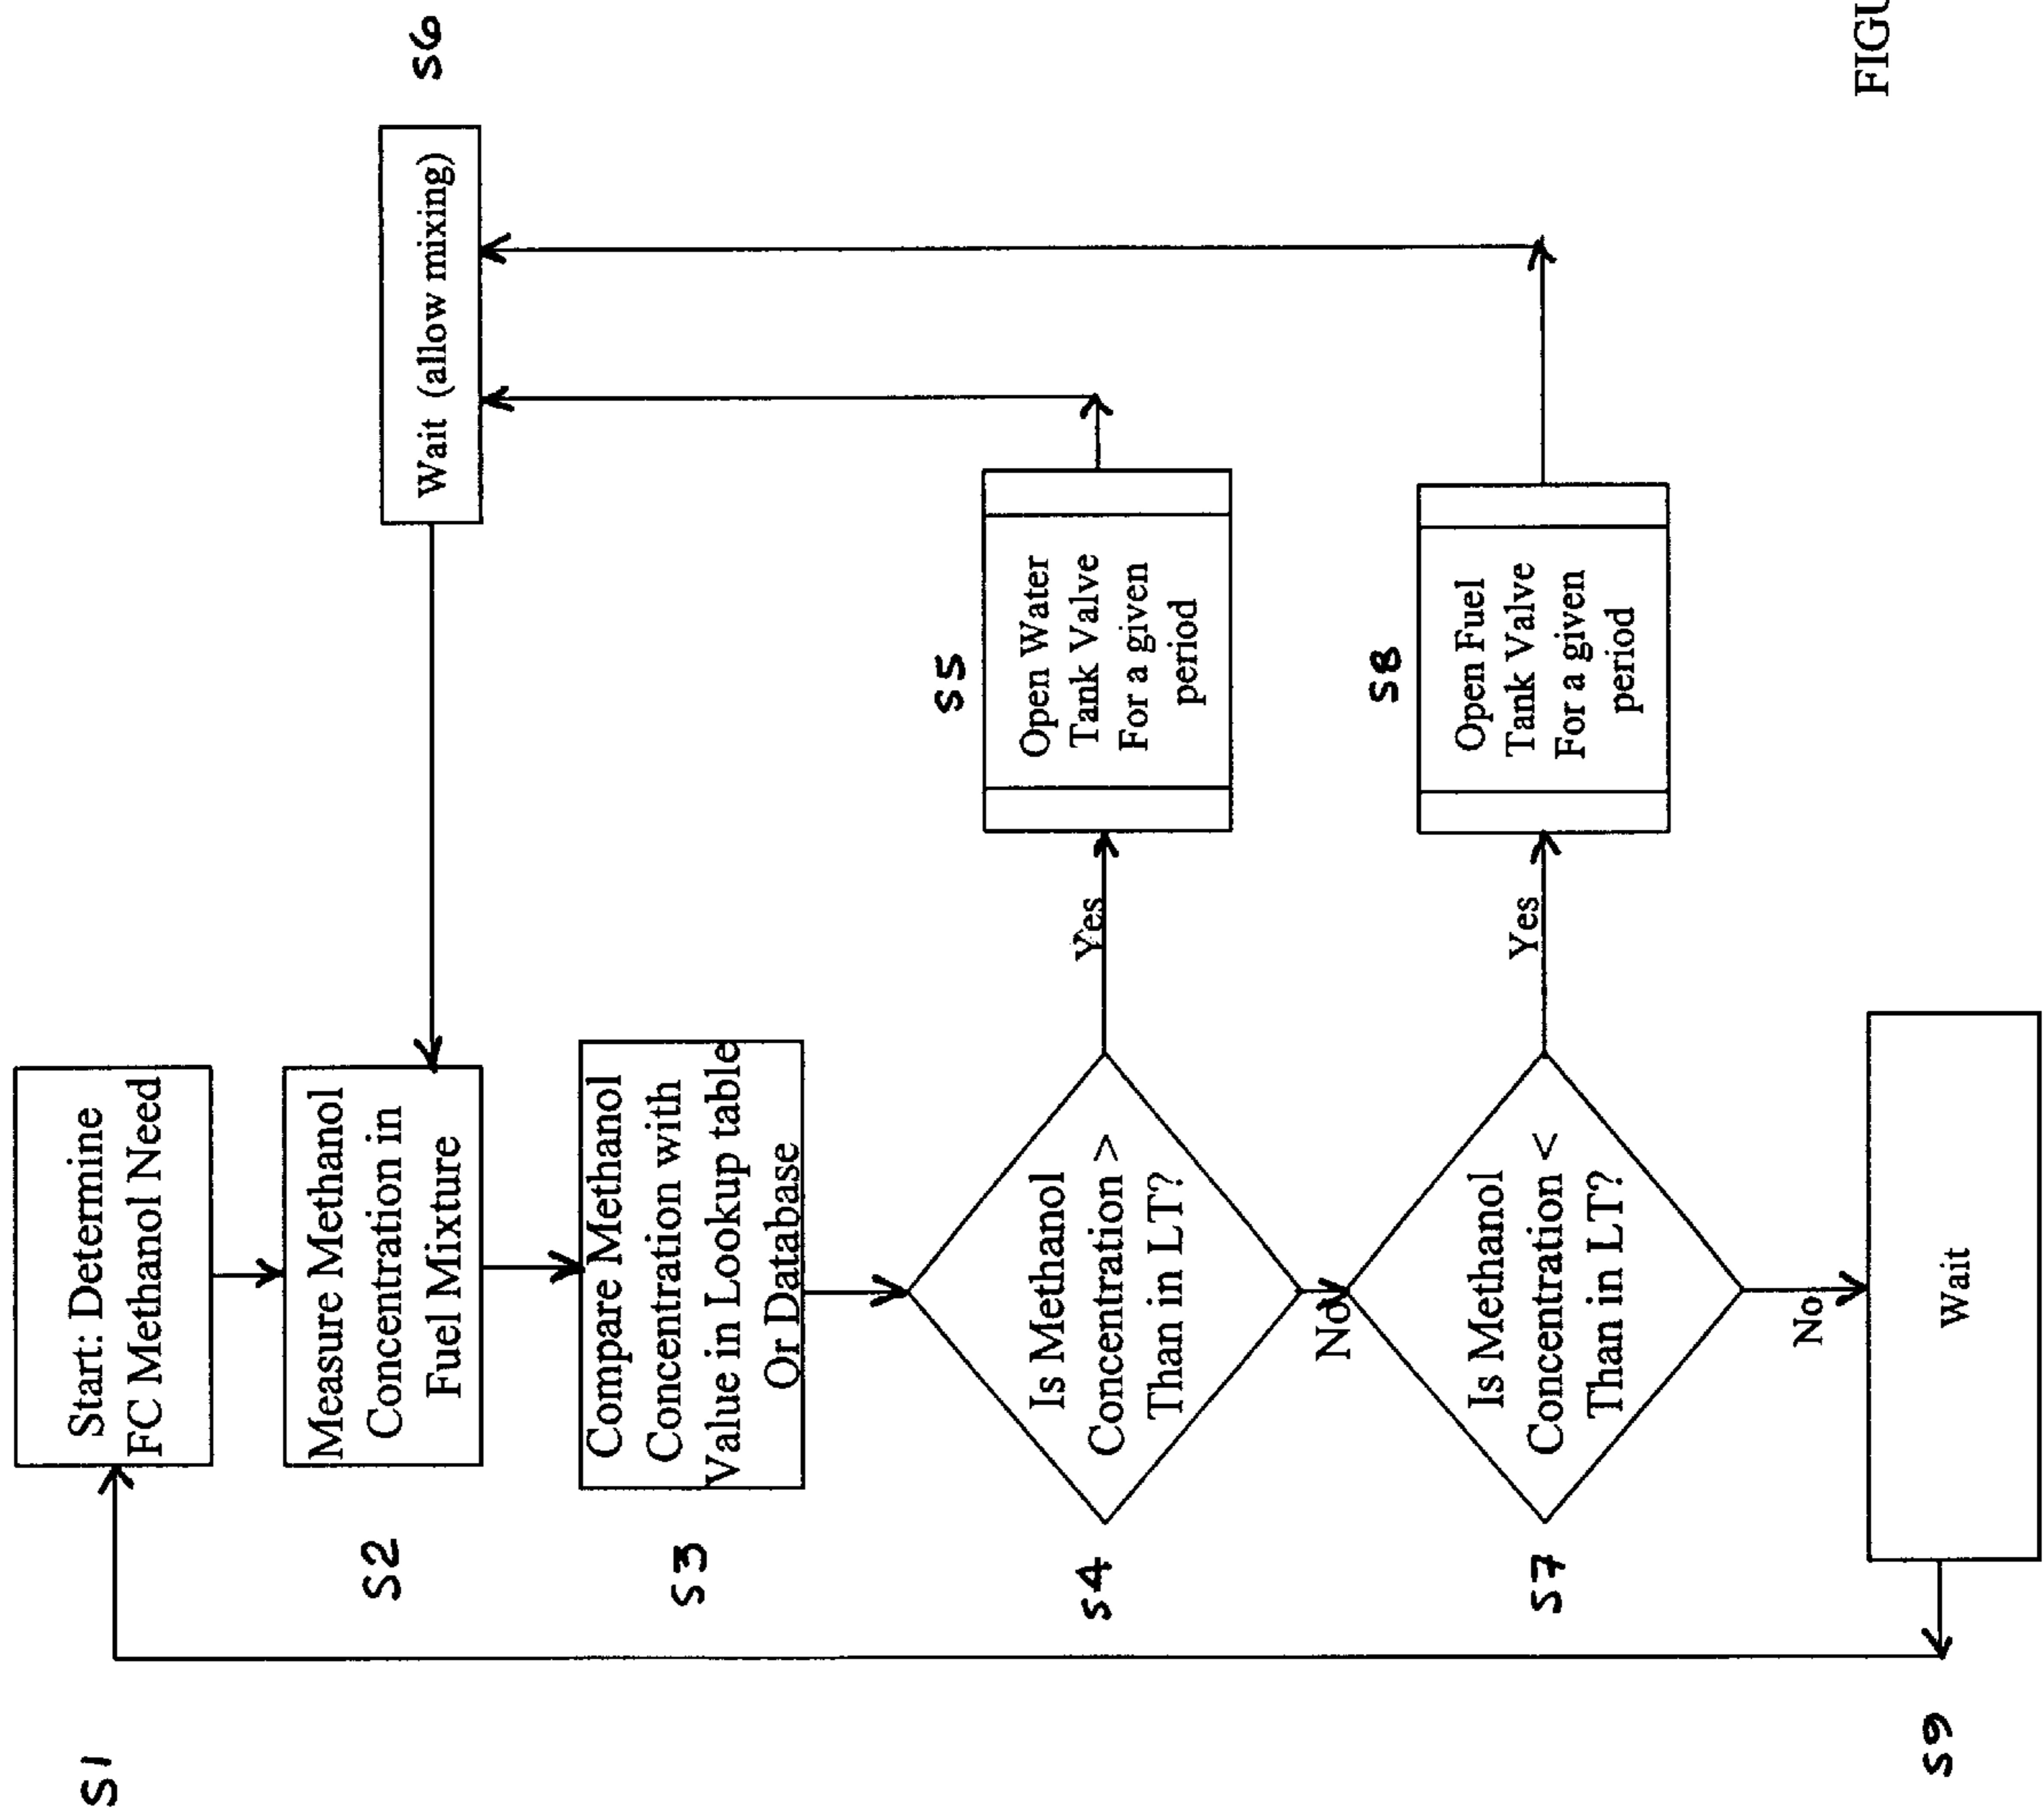 S1
Start: Determine
FC Methanol Need
S2
Measure Methanol
Concentration in
Fuel Mixture
S6
Wait (allow mixing)
S3
Compare Methanol
Concentration with
Value in Lookup table
Or Database
S4
Is Methanol
Concentration >
Than in LT?
Yes
S5
Open Water
Tank Valve
For a given
period
No
S7
Is Methanol
Concentration <
Than in LT?
Yes
S8
Open Fuel
Tank Valve
For a given
period
No
S9
Wait
FIGU